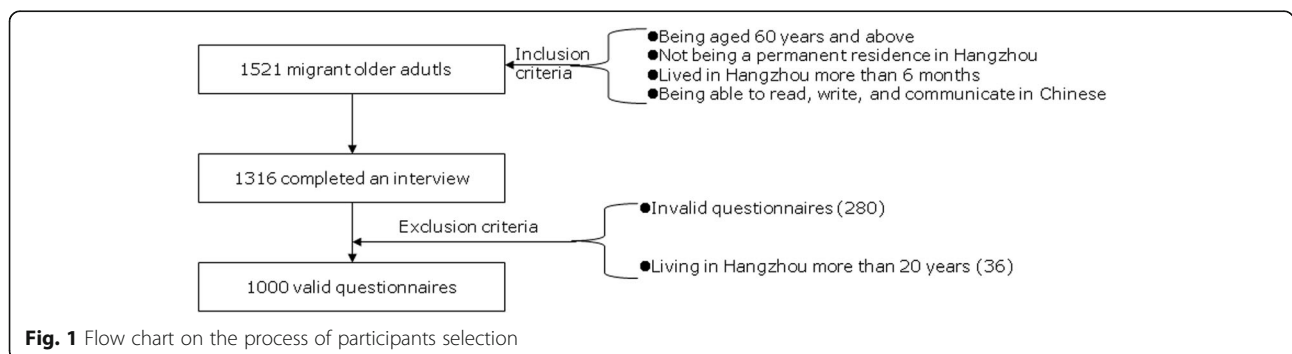 1521 migrant older adutls
Inclusion
criteria
●Being aged 60 years and above
●Not being a permanent residence in Hangzhou
●Lived in Hangzhou more than 6 months
●Being able to read, write, and communicate in Chinese
1316 completed an interview
Exclusion criteria
●Invalid questionnaires (280)
●Living in Hangzhou more than 20 years (36)
1000 valid questionnaires
Fig. 1 Flow chart on the process of participants selection